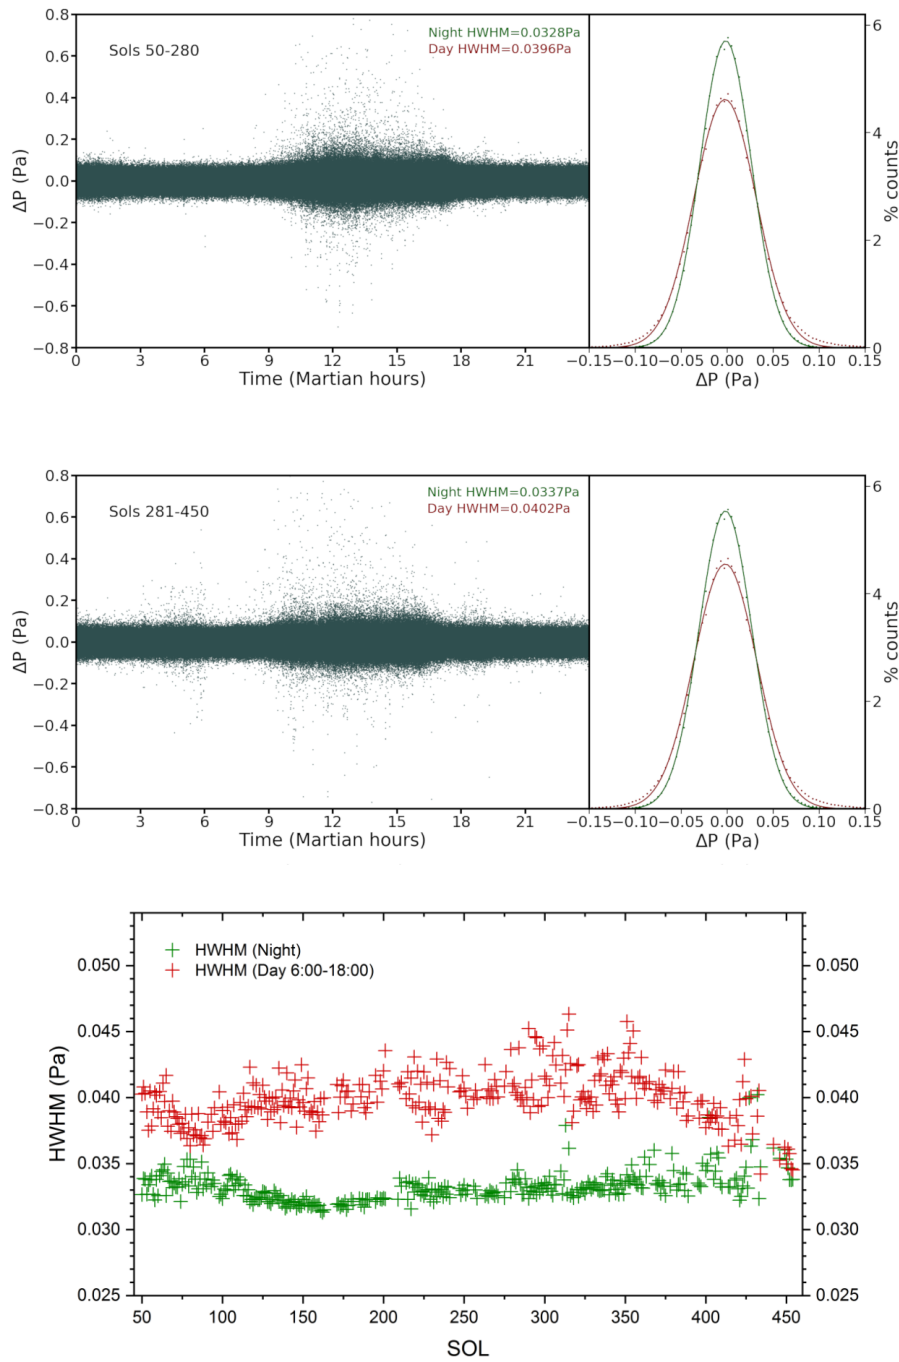 Sols 50-280
Night HWHM=0.0328Pa
Day HWHM=0.0396Pa
0.8
0.6
0.4
0.2
0.0
−0.2
−0.4
−0.6
−0.8
ΔP (Pa)
0 3 6 9 12 15 18 21
Time (Martian hours)
6
4
2
0
% counts
−0.15 −0.10 −0.05 0.00 0.05 0.10 0.15
ΔP (Pa)
Sols 281-450
Night HWHM=0.0337Pa
Day HWHM=0.0402Pa
0.8
0.6
0.4
0.2
0.0
−0.2
−0.4
−0.6
−0.8
ΔP (Pa)
0 3 6 9 12 15 18 21
Time (Martian hours)
6
4
2
0
% counts
−0.15 −0.10 −0.05 0.00 0.05 0.10 0.15
ΔP (Pa)
HWHM (Night)
HWHM (Day 6:00-18:00)
0.050
0.045
0.040
0.035
0.030
0.025
HWHM (Pa)
0.050
0.045
0.040
0.035
0.030
0.025
50 100 150 200 250 300 350 400 450
SOL